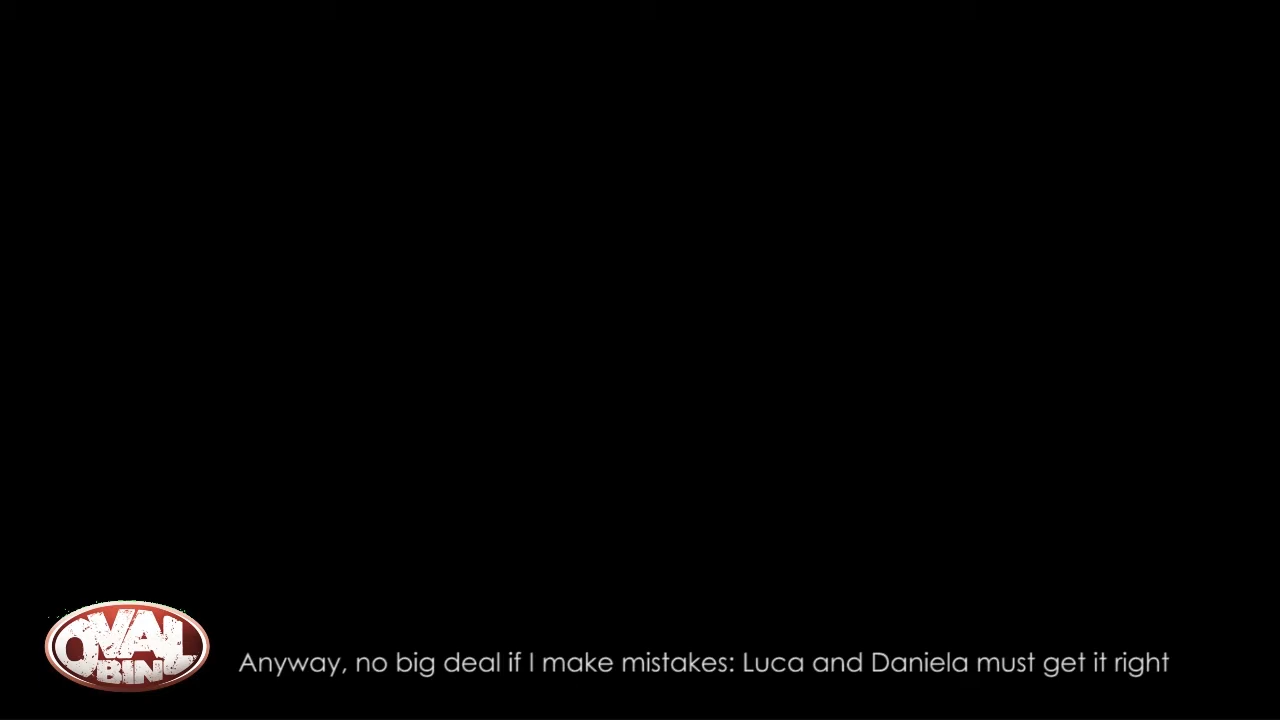 OVAL
BIN
Anyway, no big deal if I make mistakes: Luca and Daniela must get it right